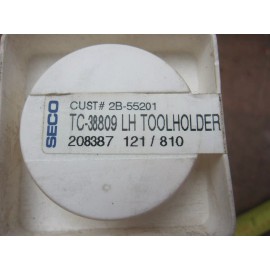 SECO
CUST# 2B-55201
TC-38809 LH TOOLHOLDER
208387 121 / 810